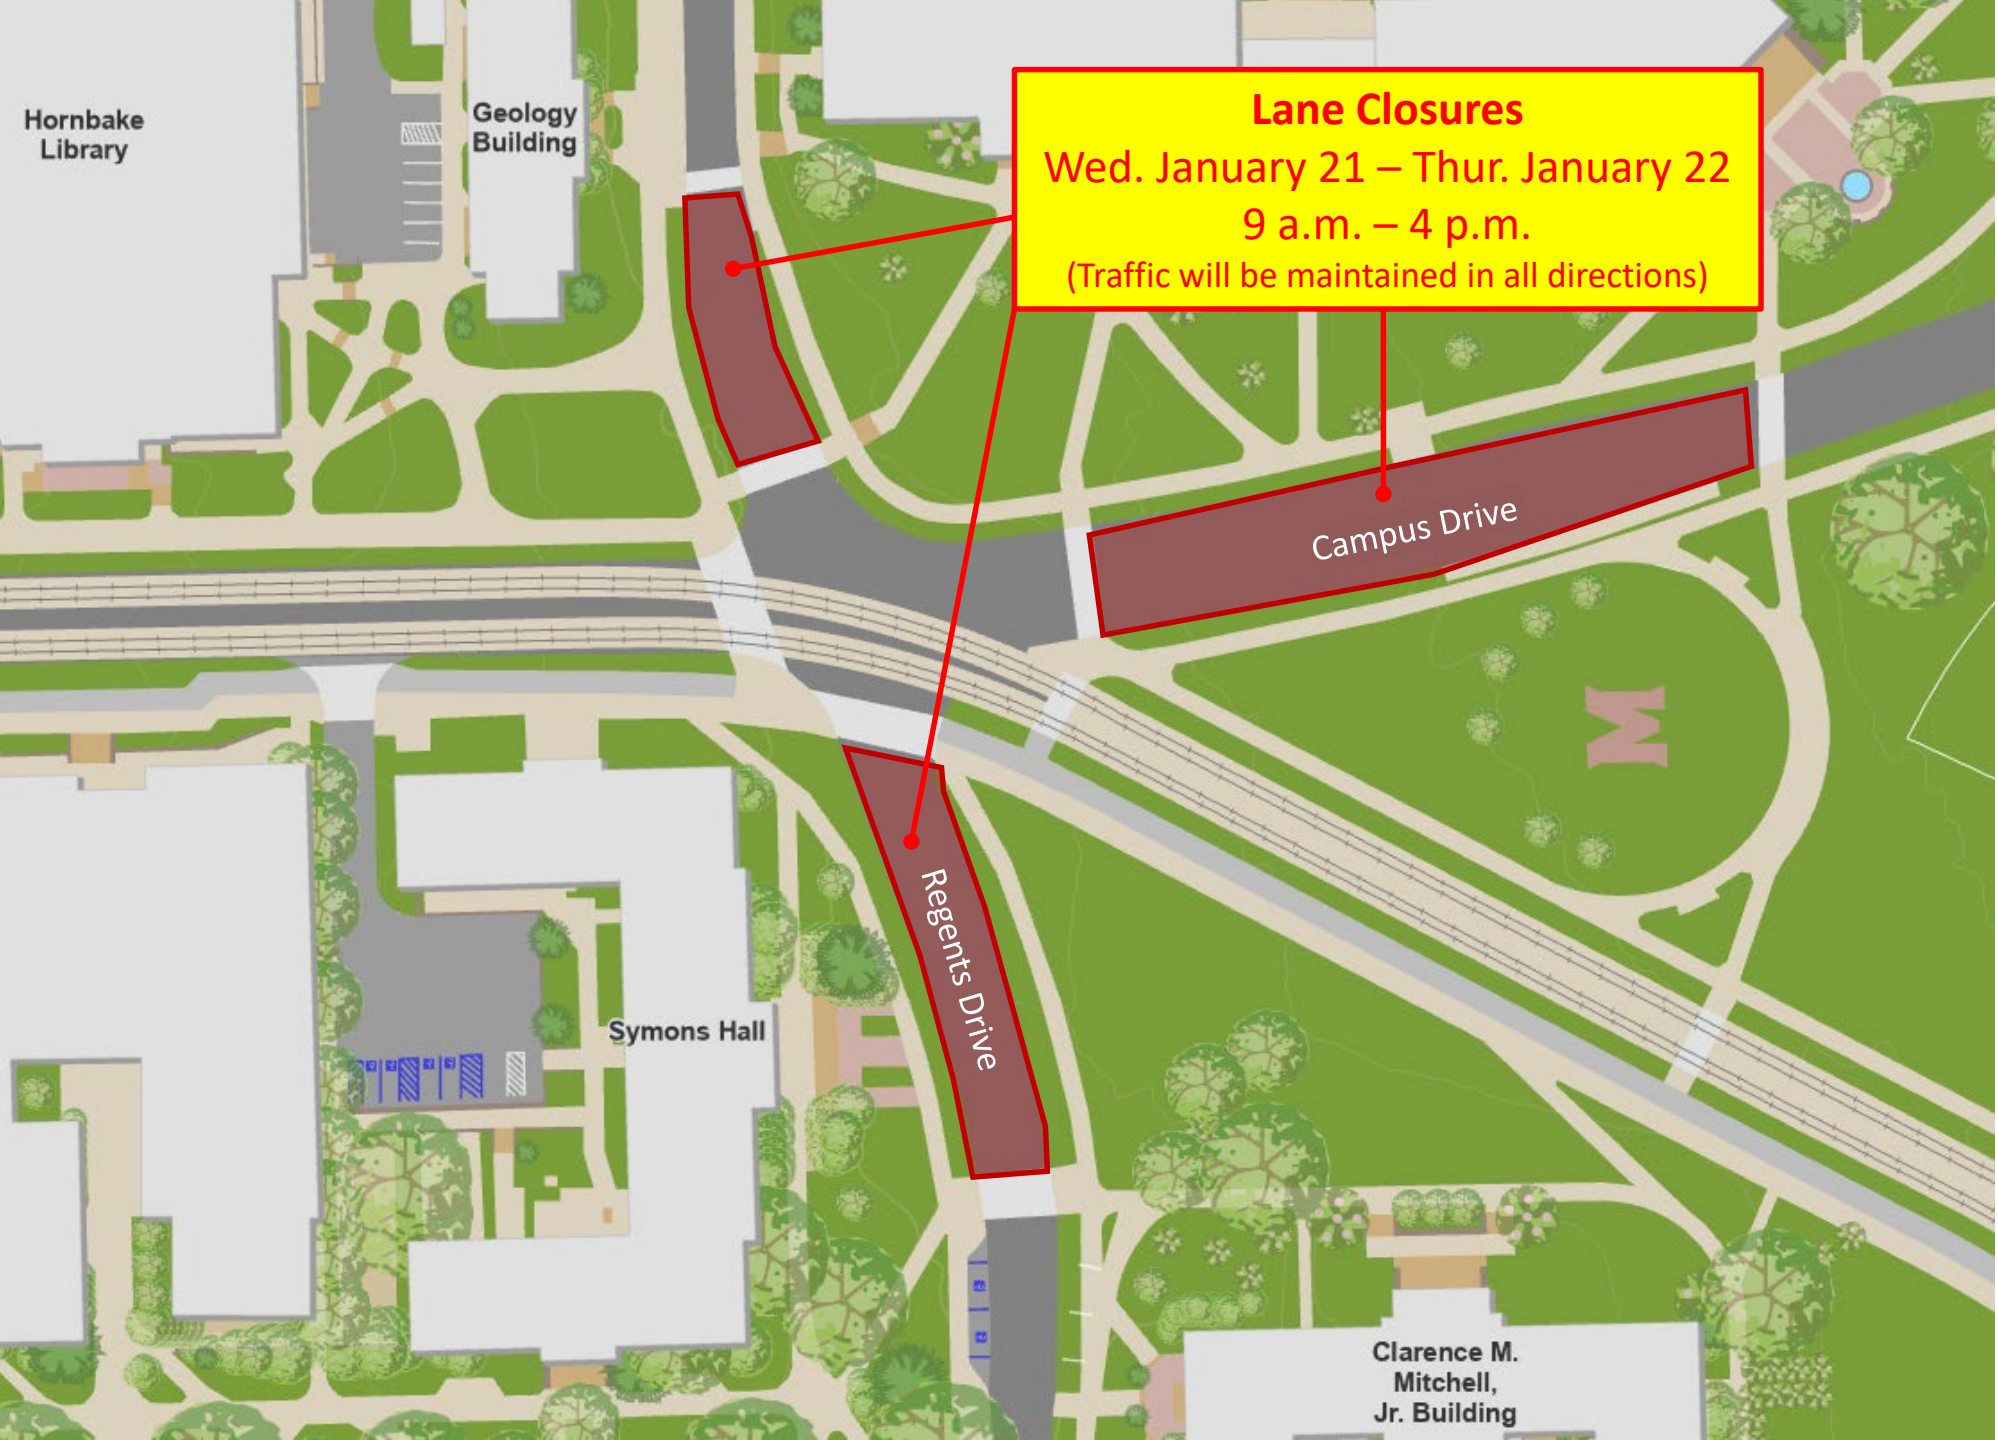 Lane Closures
Wed. January 21 – Thur. January 22
9 a.m. – 4 p.m.
(Traffic will be maintained in all directions)
Hornbake
Library
Geology
Building
Campus Drive
M
Regents Drive
Symons Hall
Clarence M.
Mitchell,
Jr. Building